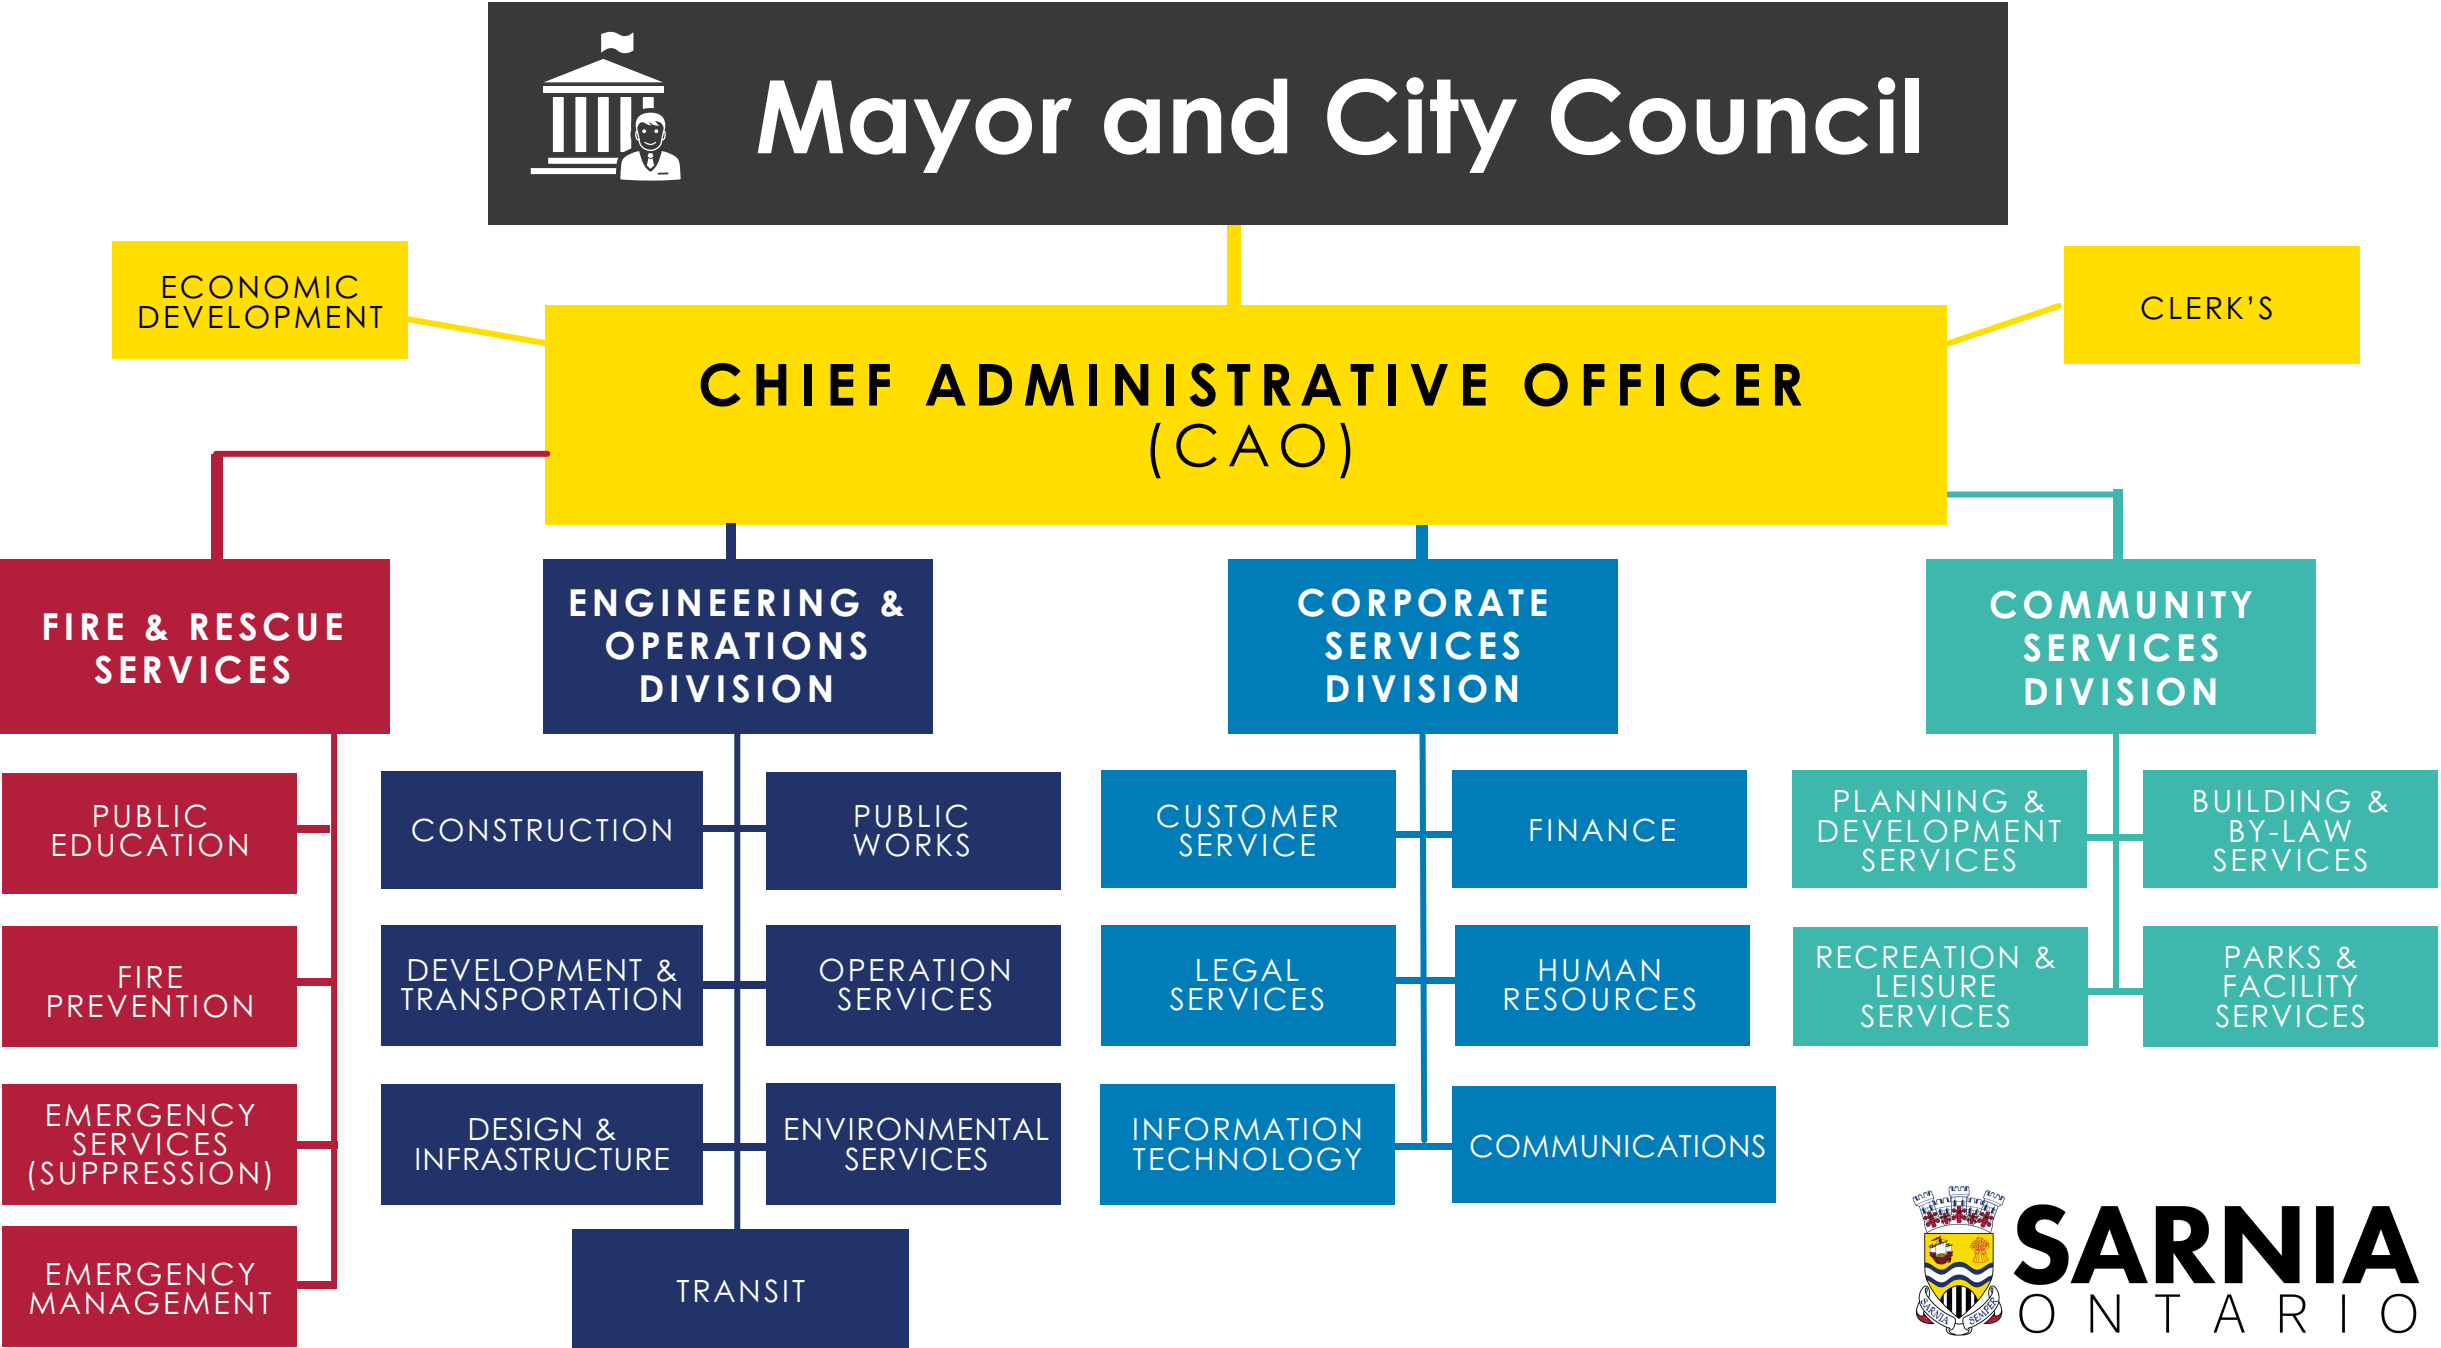 Mayor and City Council
ECONOMIC
DEVELOPMENT
CLERK'S
CHIEF ADMINISTRATIVE OFFICER
(CAO)
FIRE & RESCUE
SERVICES
PUBLIC
EDUCATION
FIRE
PREVENTION
EMERGENCY
SERVICES
(SUPPRESSION)
EMERGENCY
MANAGEMENT
ENGINEERING &
OPERATIONS
DIVISION
CONSTRUCTION
PUBLIC
WORKS
DEVELOPMENT &
TRANSPORTATION
OPERATION
SERVICES
DESIGN &
INFRASTRUCTURE
ENVIRONMENTAL
SERVICES
TRANSIT
CORPORATE
SERVICES
DIVISION
CUSTOMER
SERVICE
FINANCE
LEGAL
SERVICES
HUMAN
RESOURCES
INFORMATION
TECHNOLOGY
COMMUNICATIONS
COMMUNITY
SERVICES
DIVISION
PLANNING &
DEVELOPMENT
SERVICES
BUILDING &
BY-LAW
SERVICES
RECREATION &
LEISURE
SERVICES
PARKS &
FACILITY
SERVICES
SARNIA SEMPER
SARNIA
ONTARIO